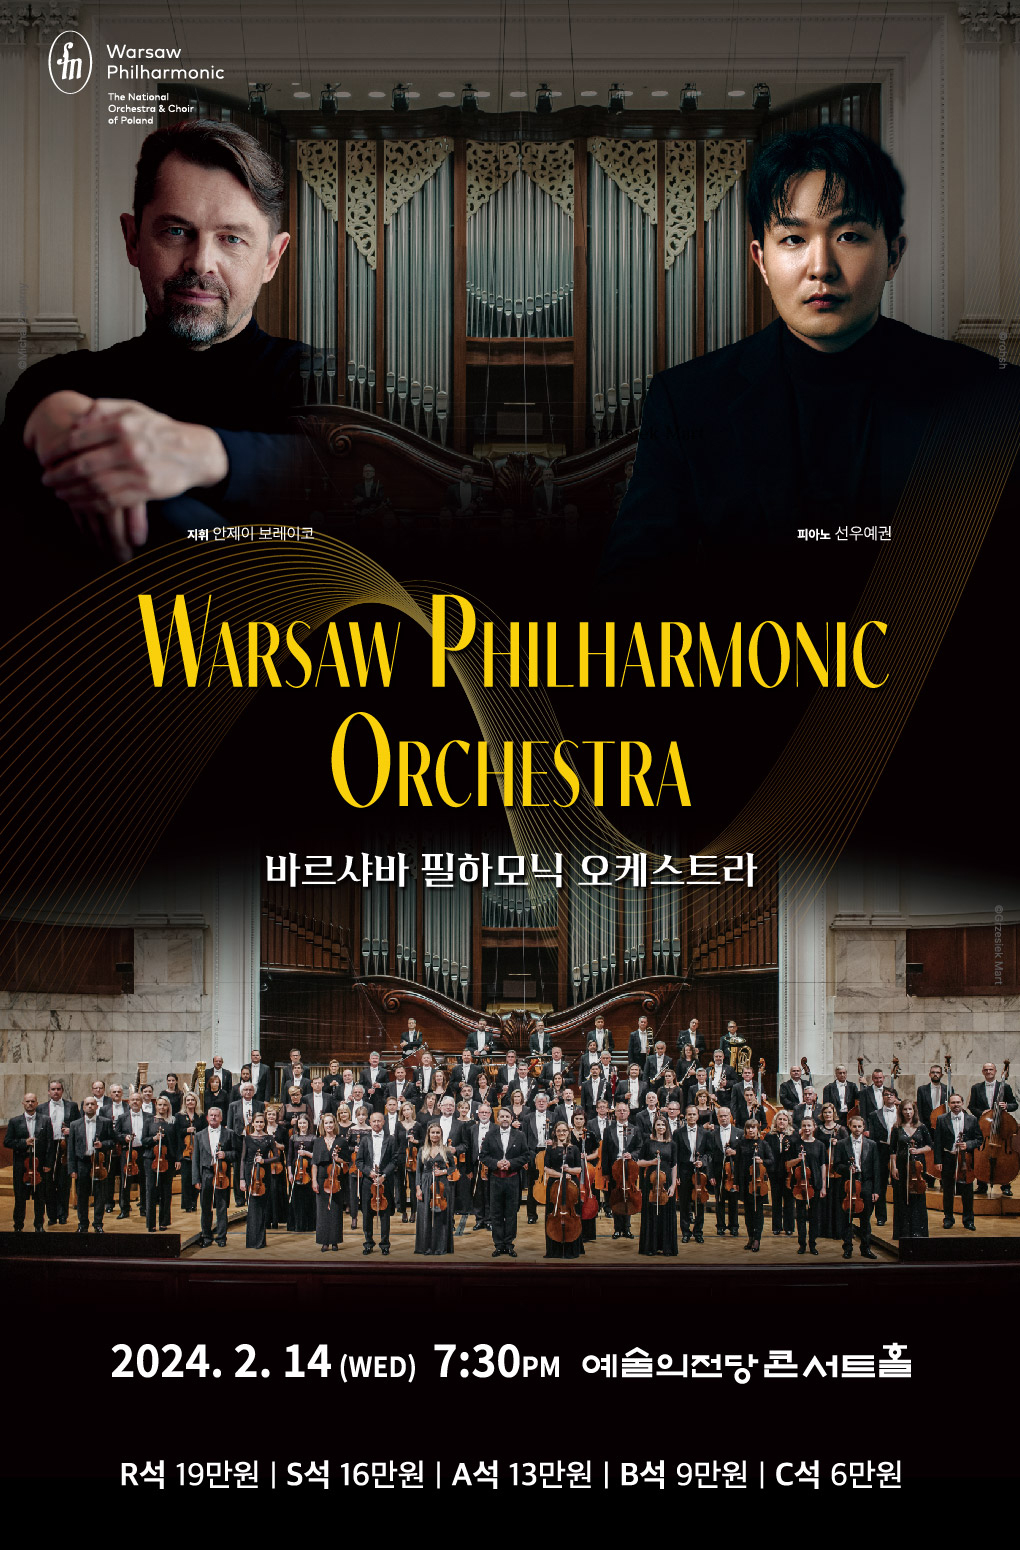 Warsaw
Philharmonic
The National
Orchestra & Choir
of Poland
©rohsh
지휘 안제이 보레이코
피아노 선우예권
WARSAW PHILHARMONIC
ORCHESTRA
바르샤바 필하모닉 오케스트라
©Grzesiek Mart
2024. 2. 14 (WED) 7:30PM 예술의전당 콘서트홀
R석 19만원 | S석 16만원 | A석 13만원 | B석 9만원 | C석 6만원